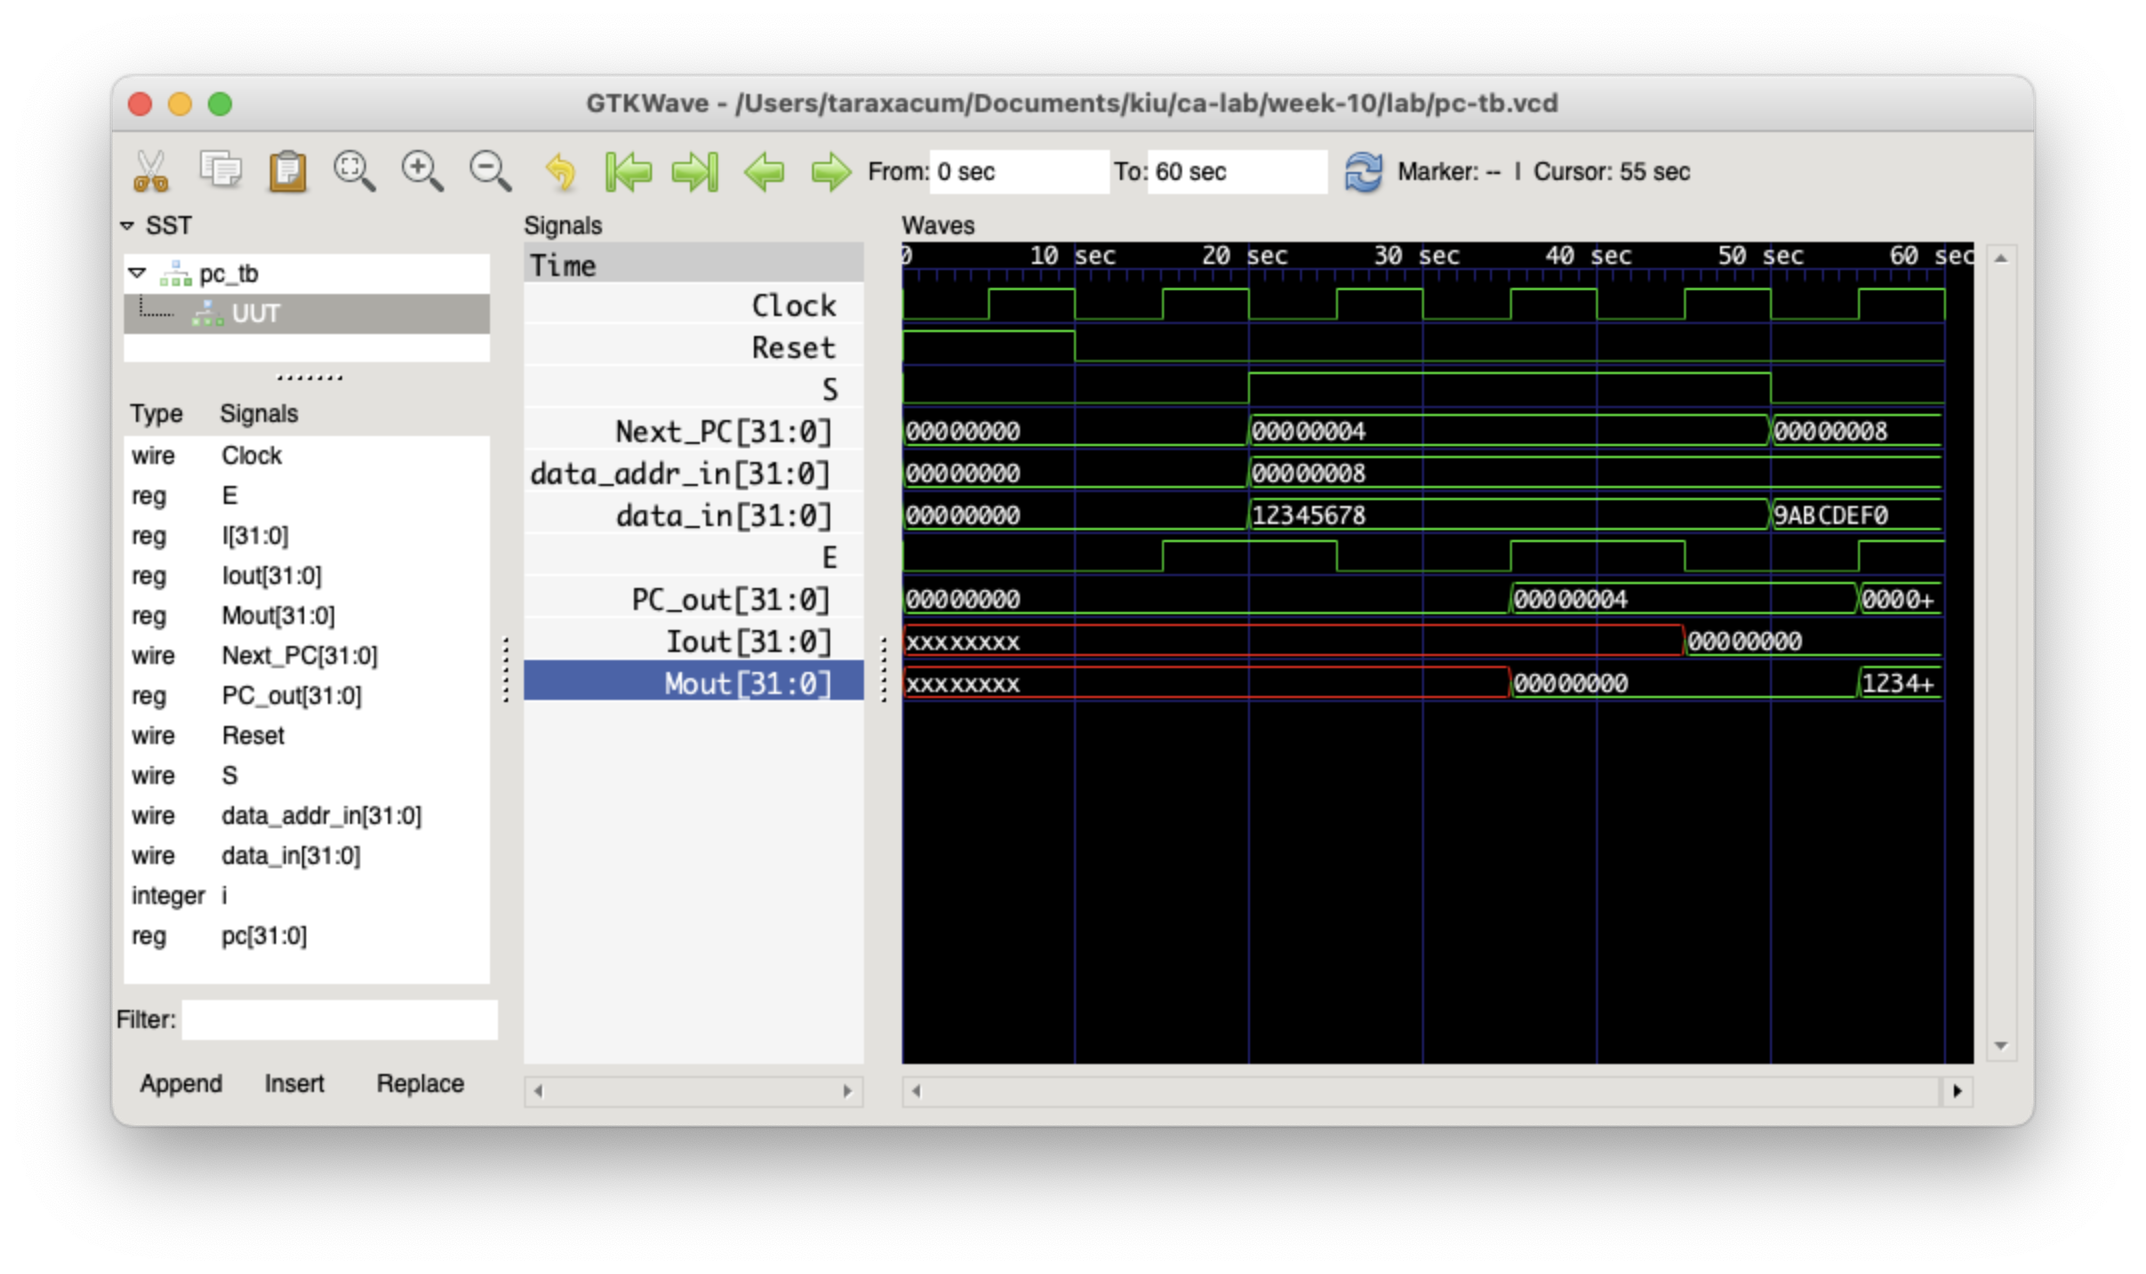 GTKWave - /Users/taraxacum/Documents/kiu/ca-lab/week-10/lab/pc-tb.vcd
From: 0 sec To: 60 sec Marker: -- | Cursor: 55 sec
SST
pc_tb
UUT
Type Signals
wire Clock
reg E
reg I[31:0]
reg Iout[31:0]
reg Mout[31:0]
wire Next_PC[31:0]
reg PC_out[31:0]
wire Reset
wire S
wire data_addr_in[31:0]
wire data_in[31:0]
integer i
reg pc[31:0]
Filter:
Append Insert Replace
Signals
Time
Clock
Reset
S
Next_PC[31:0]
data_addr_in[31:0]
data_in[31:0]
E
PC_out[31:0]
Iout[31:0]
Mout[31:0]
Waves
0 10 sec 20 sec 30 sec 40 sec 50 sec 60 sec
00000000 00000004 00000008
00000000 00000008
00000000 12345678 9ABCDEF0
00000000 00000004 0000+
xxxxxxxx 00000000
xxxxxxxx 00000000 1234+